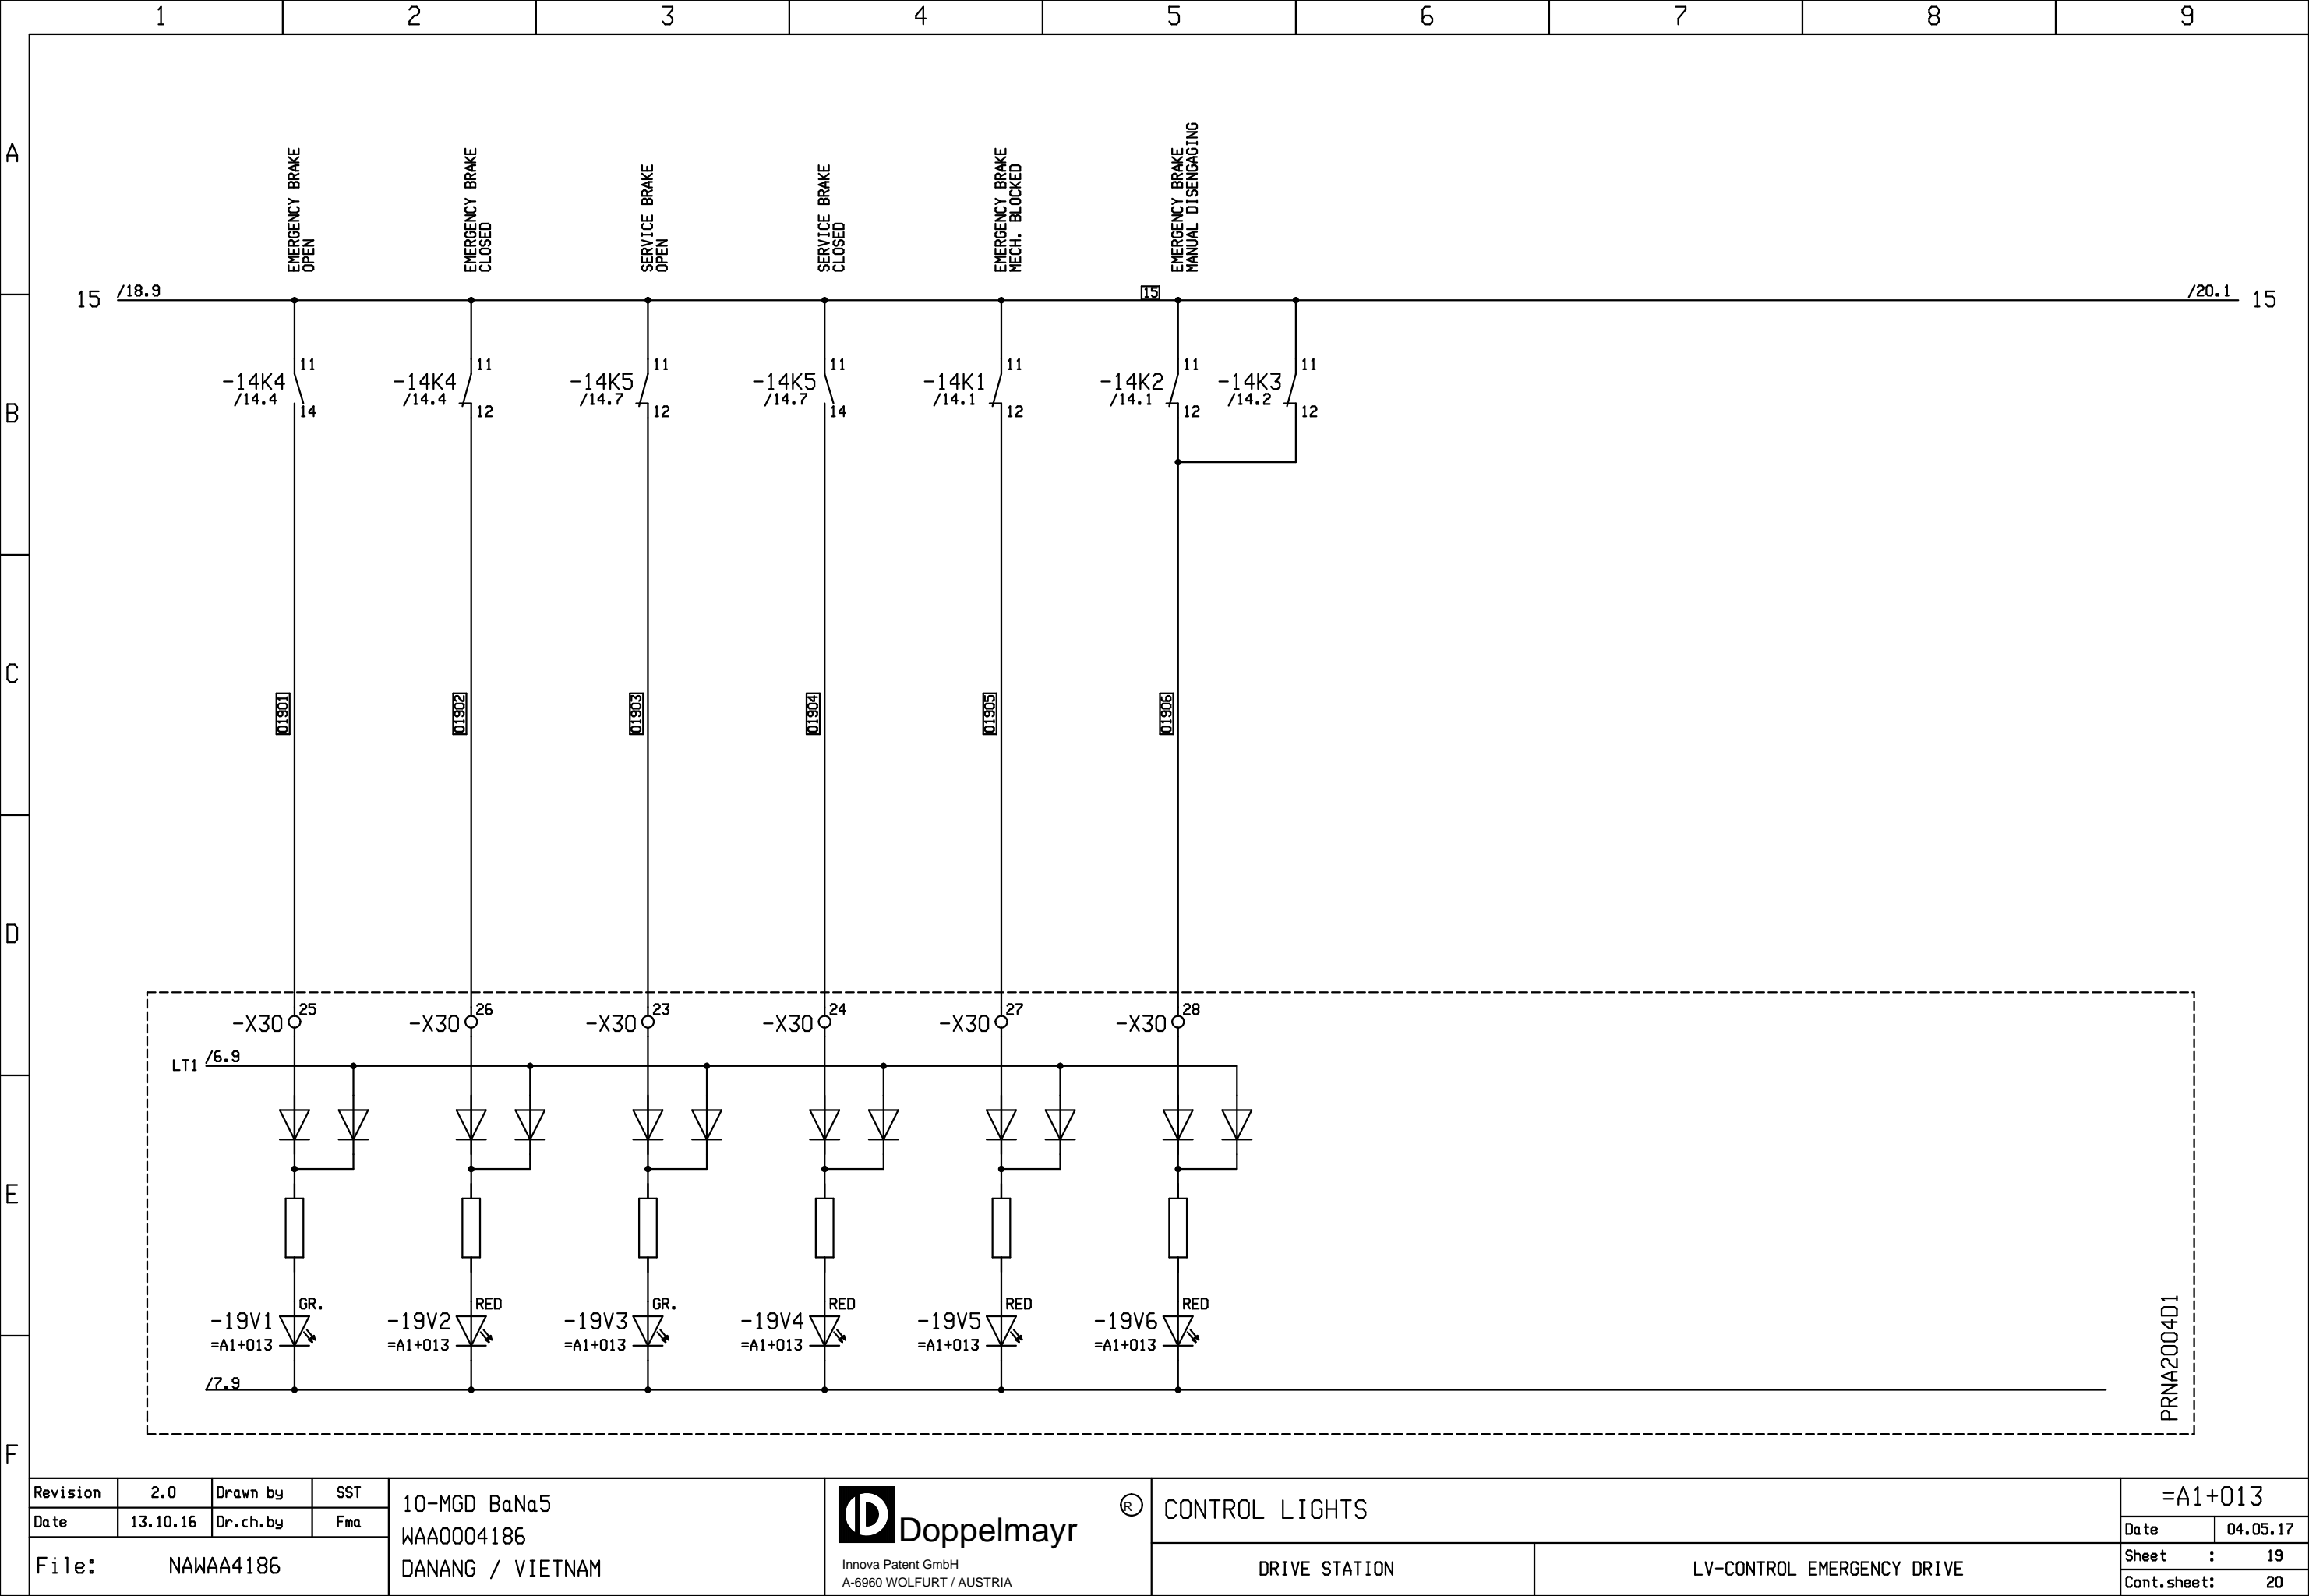 1 2 3 4 5 6 7 8 9
A
B
C
D
E
F
EMERGENCY BRAKE
OPEN
EMERGENCY BRAKE
CLOSED
SERVICE BRAKE
OPEN
SERVICE BRAKE
CLOSED
EMERGENCY BRAKE
MECH. BLOCKED
EMERGENCY BRAKE
MANUAL DISENGAGING
15 /18.9 15 /20.1 15
11 11 11 11 11 11 11
-14K4 -14K4 -14K5 -14K5 -14K1 -14K2 -14K3
/14.4 /14.4 /14.7 /14.7 /14.1 /14.1 /14.2
14 12 12 14 12 12 12
01901 01902 01903 01904 01905 01906
25 26 23 24 27 28
-X30 -X30 -X30 -X30 -X30 -X30
LT1 /6.9
GR. RED GR. RED RED RED
-19V1 -19V2 -19V3 -19V4 -19V5 -19V6
=A1+013 =A1+013 =A1+013 =A1+013 =A1+013 =A1+013
/7.9
PRNA2004D1
Revision 2.0 Drawn by SST
Date 13.10.16 Dr.ch.by Fma
File: NAWAA4186
10-MGD BaNa5
WAA0004186
DANANG / VIETNAM
Doppelmayr
R
Innova Patent GmbH
A-6960 WOLFURT / AUSTRIA
CONTROL LIGHTS
DRIVE STATION
LV-CONTROL EMERGENCY DRIVE
=A1+013
Date 04.05.17
Sheet : 19
Cont.sheet: 20